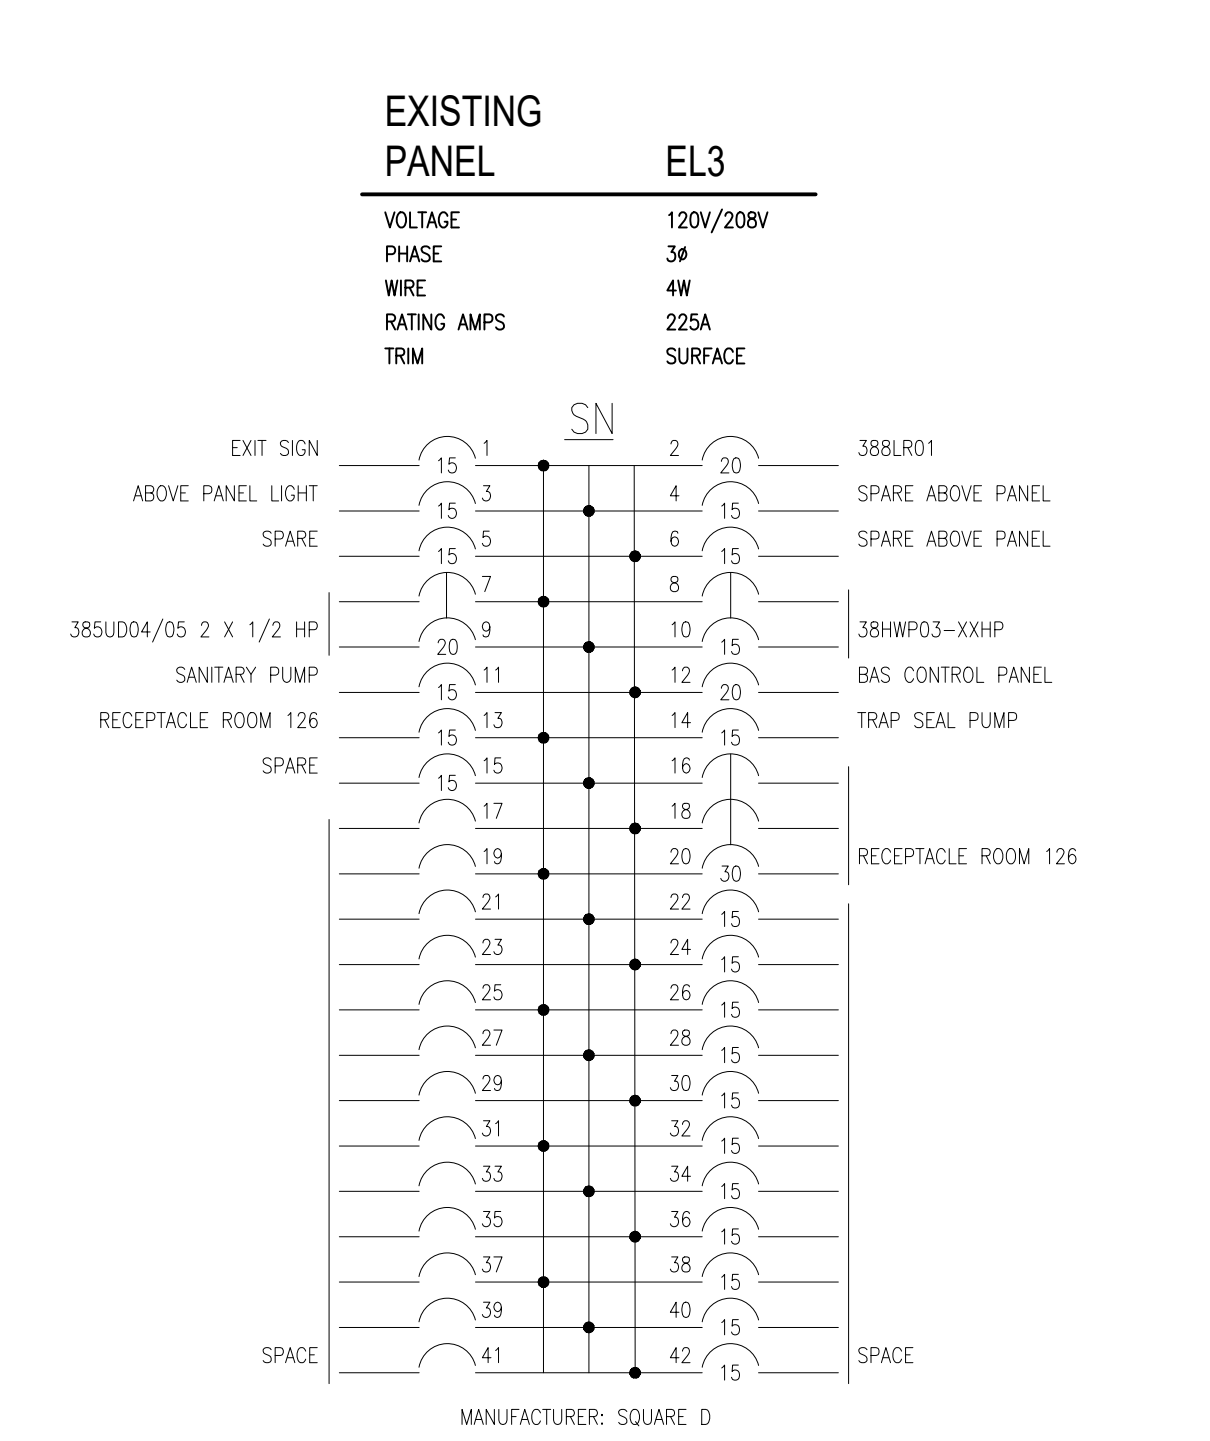 EXISTING
PANEL EL3
VOLTAGE 120V/208V
PHASE 3ø
WIRE 4W
RATING AMPS 225A
TRIM SURFACE
SN
EXIT SIGN 15 1 2 20 388LR01
ABOVE PANEL LIGHT 15 3 4 15 SPARE ABOVE PANEL
SPARE 15 5 6 15 SPARE ABOVE PANEL
7 8
385UD04/05 2 X 1/2 HP 20 9 10 15 38HWP03-XXHP
SANITARY PUMP 15 11 12 20 BAS CONTROL PANEL
RECEPTACLE ROOM 126 15 13 14 15 TRAP SEAL PUMP
SPARE 15 15 16
17 18
19 20 30 RECEPTACLE ROOM 126
21 22 15
23 24 15
25 26 15
27 28 15
29 30 15
31 32 15
33 34 15
35 36 15
37 38 15
39 40 15
SPACE 41 42 15 SPACE
MANUFACTURER: SQUARE D